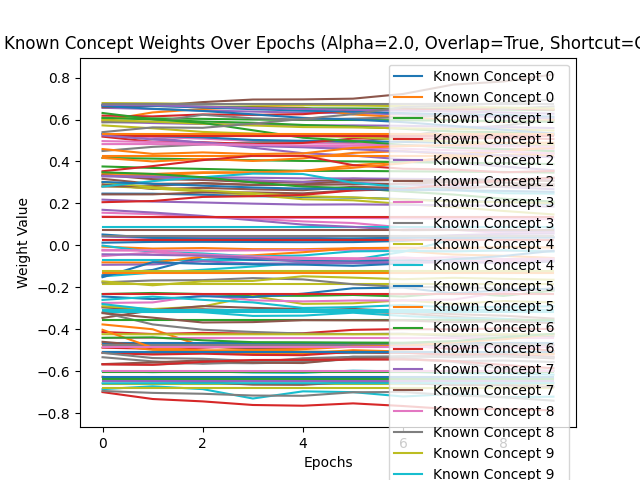 Known Concept Weights Over Epochs (Alpha=2.0, Overlap=True, Shortcut=
Weight Value
0.8
0.6
0.4
0.2
0.0
−0.2
−0.4
−0.6
−0.8
0
2
4
6
8
Epochs
Known Concept 0
Known Concept 0
Known Concept 1
Known Concept 1
Known Concept 2
Known Concept 2
Known Concept 3
Known Concept 3
Known Concept 4
Known Concept 4
Known Concept 5
Known Concept 5
Known Concept 6
Known Concept 6
Known Concept 7
Known Concept 7
Known Concept 8
Known Concept 8
Known Concept 9
Known Concept 9